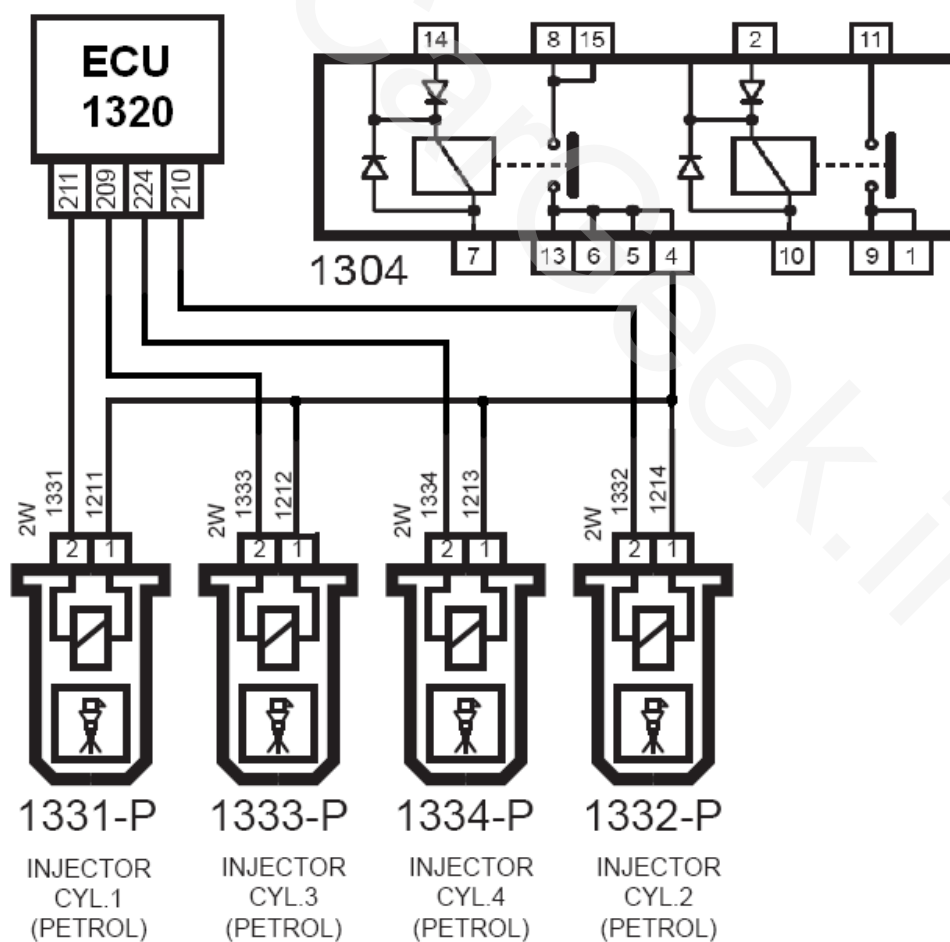 ECU
1320
211 209 224 210
14 8 15 2 11
7 13 6 5 4 10 9 1
1304
2W 1331 1211
2W 1333 1212
2W 1334 1213
2W 1332 1214
2 1
2 1
2 1
2 1
1331-P
INJECTOR
CYL.1
(PETROL)
1333-P
INJECTOR
CYL.3
(PETROL)
1334-P
INJECTOR
CYL.4
(PETROL)
1332-P
INJECTOR
CYL.2
(PETROL)
CarGeek.ir